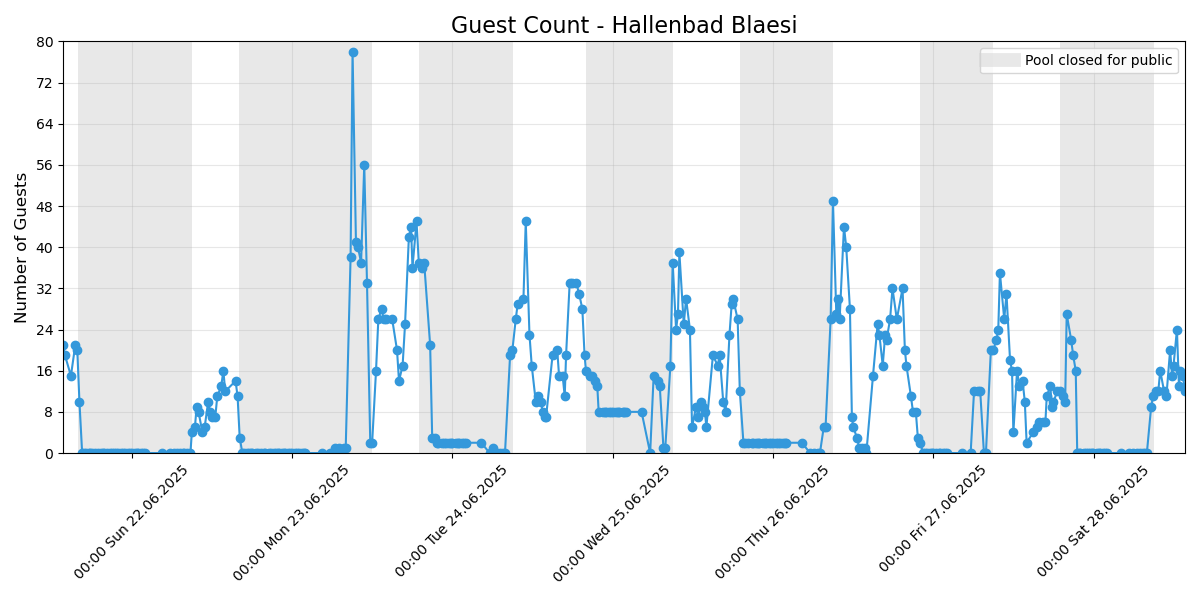 Guest Count - Hallenbad Blaesi
Pool closed for public
Number of Guests
80
72
64
56
48
40
32
24
16
8
0
00:00 Sun 22.06.2025
00:00 Mon 23.06.2025
00:00 Tue 24.06.2025
00:00 Wed 25.06.2025
00:00 Thu 26.06.2025
00:00 Fri 27.06.2025
00:00 Sat 28.06.2025